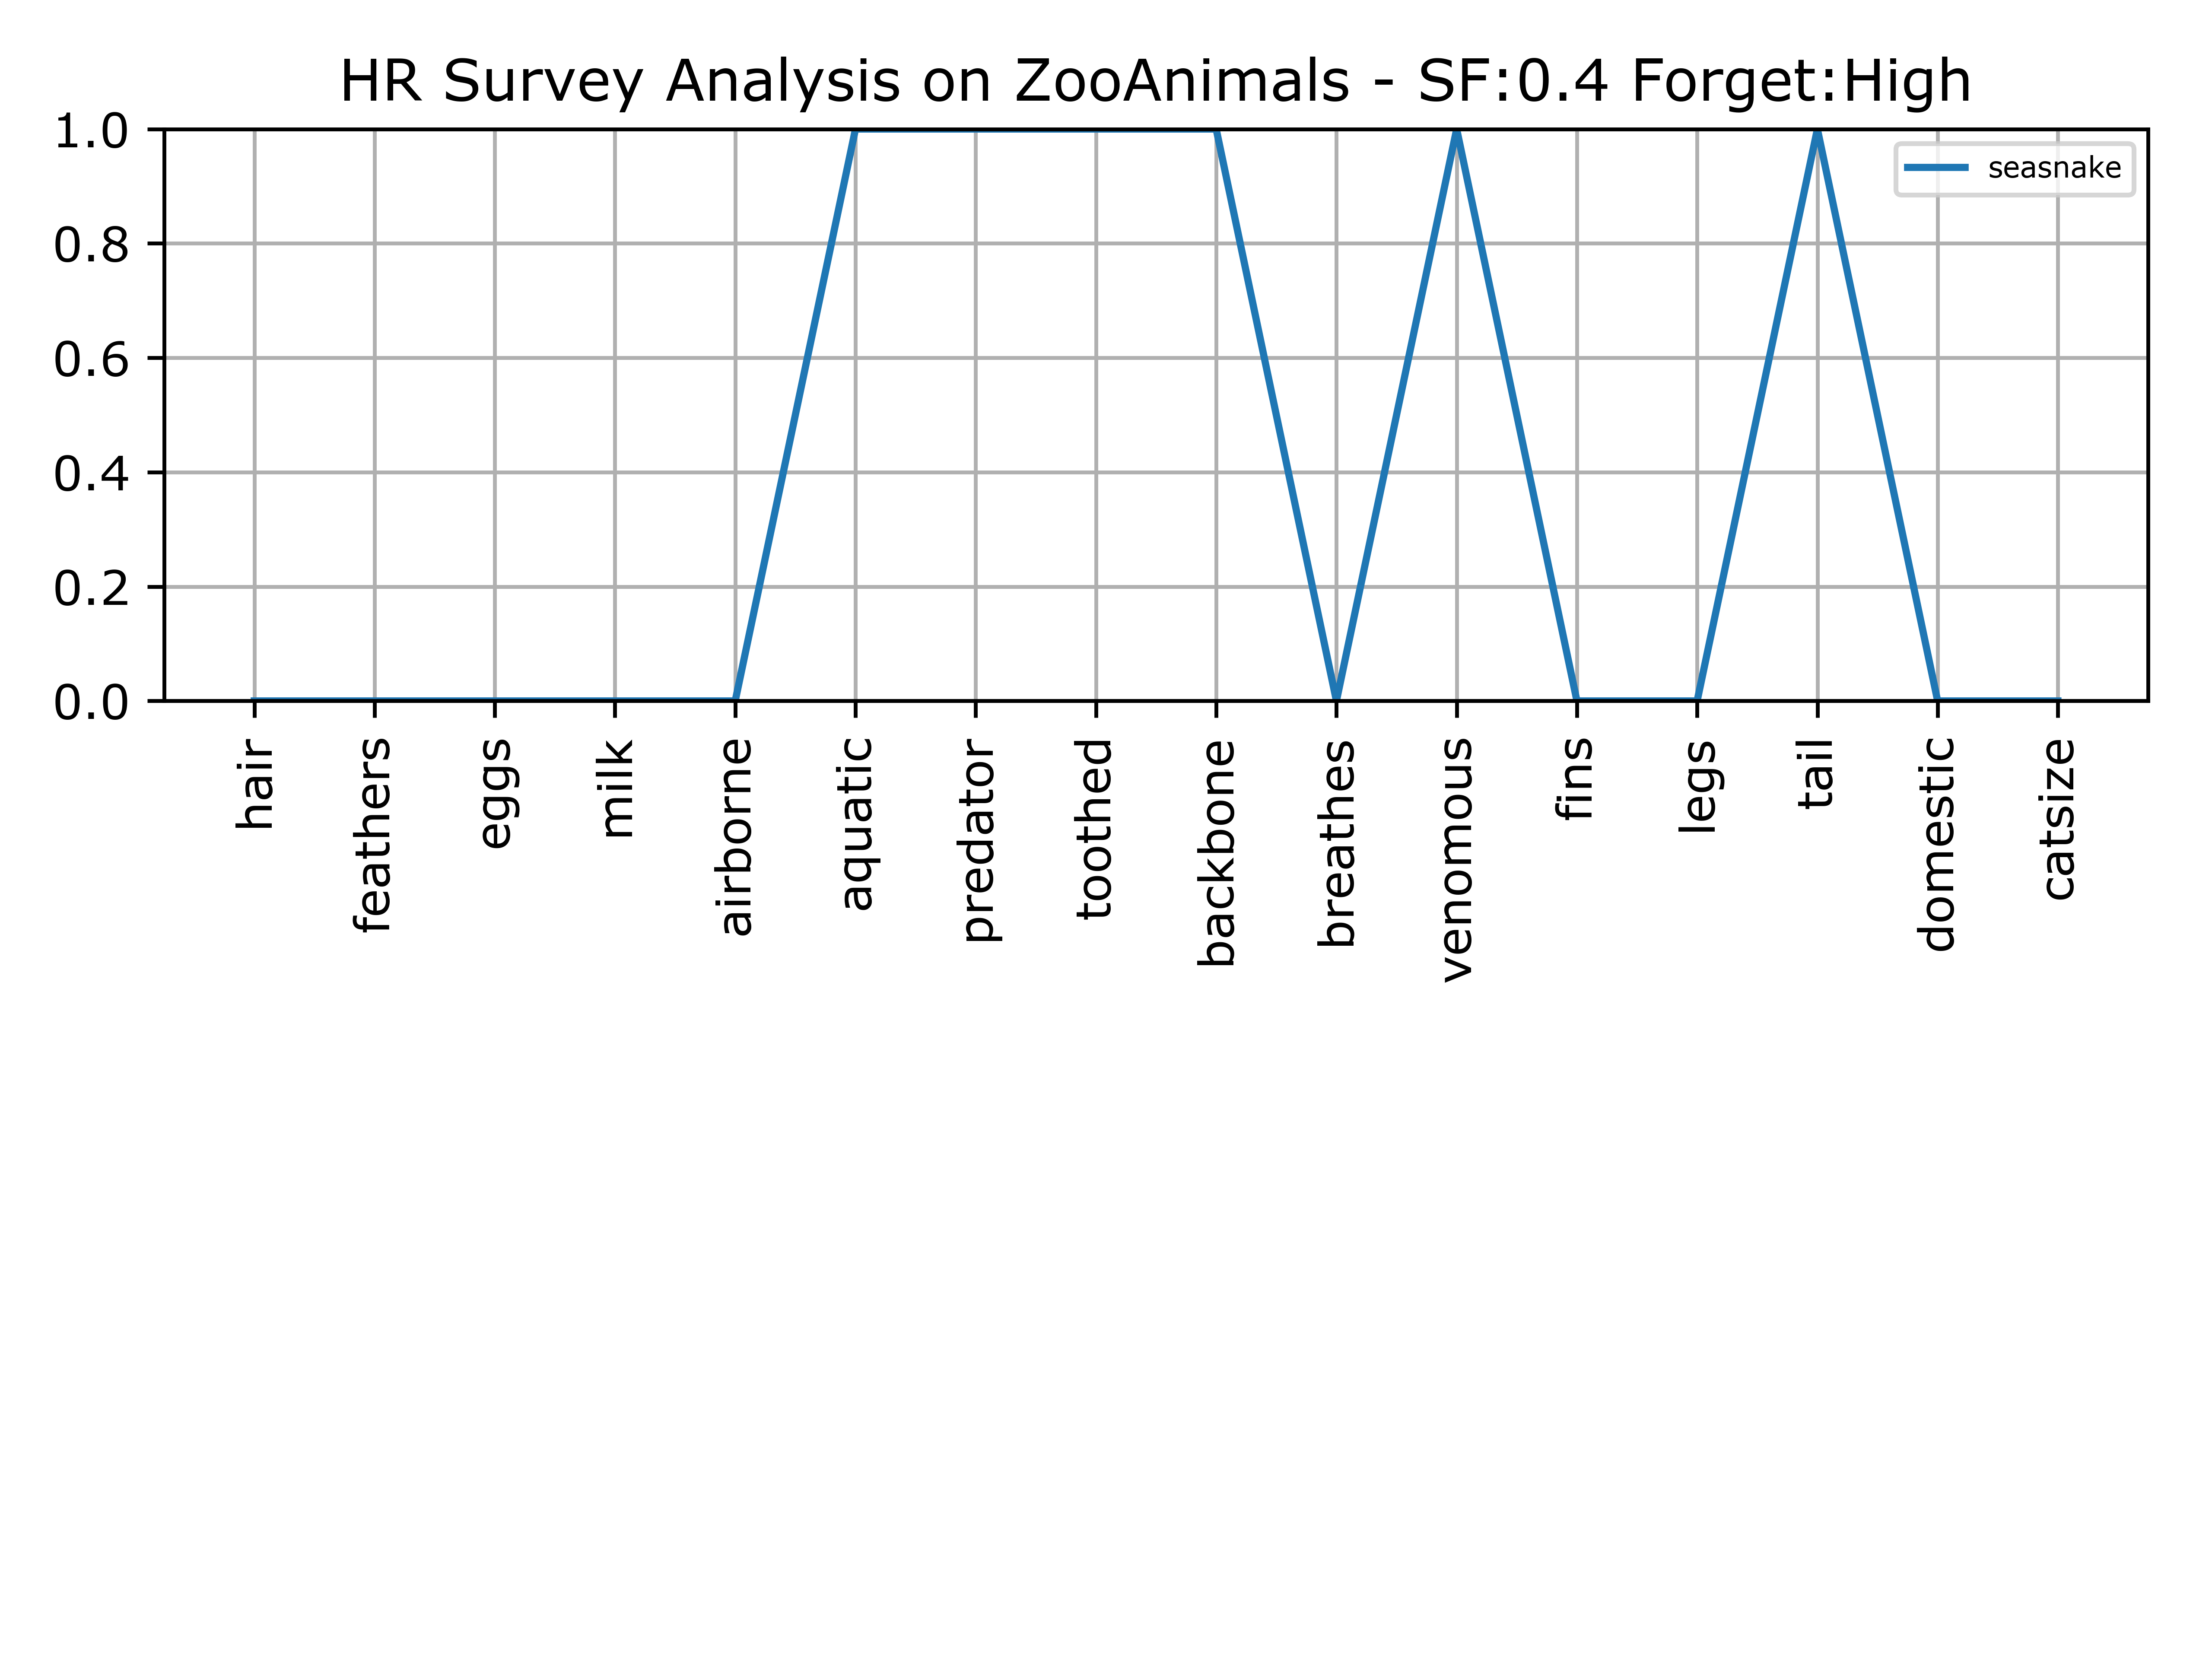 HR Survey Analysis on ZooAnimals - SF:0.4 Forget:High
1.0
0.8
0.6
0.4
0.2
0.0
seasnake
hair
feathers
eggs
milk
airborne
aquatic
predator
toothed
backbone
breathes
venomous
fins
legs
tail
domestic
catsize